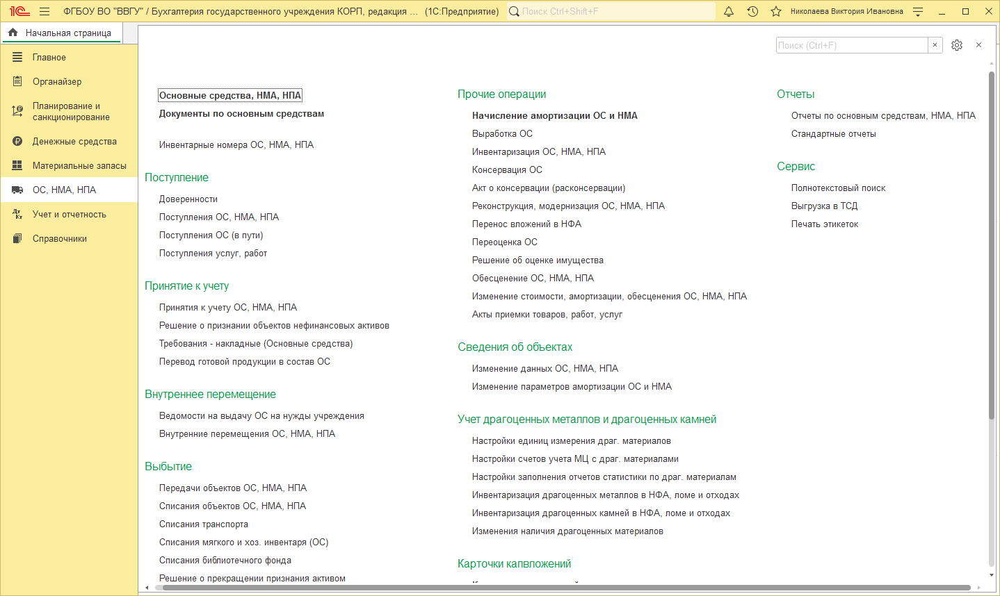 1С
ФГБОУ ВО "ВВГУ" / Бухгалтерия государственного учреждения КОРП, редакция ... (1С:Предприятие)
Поиск Ctrl+Shift+F
Николаева Виктория Ивановна
Начальная страница
Главное
Органайзер
Планирование и
санкционирование
Денежные средства
Материальные запасы
ОС, НМА, НПА
Учет и отчетность
Справочники
Поиск (Ctrl+F)
Основные средства, НМА, НПА
Документы по основным средствам
Инвентарные номера ОС, НМА, НПА
Поступление
Доверенности
Поступления ОС, НМА, НПА
Поступления ОС (в пути)
Поступления услуг, работ
Принятие к учету
Принятия к учету ОС, НМА, НПА
Решение о признании объектов нефинансовых активов
Требования - накладные (Основные средства)
Перевод готовой продукции в состав ОС
Внутреннее перемещение
Ведомости на выдачу ОС на нужды учреждения
Внутренние перемещения ОС, НМА, НПА
Выбытие
Передачи объектов ОС, НМА, НПА
Списания объектов ОС, НМА, НПА
Списания транспорта
Списания мягкого и хоз. инвентаря (ОС)
Списания библиотечного фонда
Решение о прекращении признания активом
Прочие операции
Начисление амортизации ОС и НМА
Выработка ОС
Инвентаризация ОС, НМА, НПА
Консервация ОС
Акт о консервации (расконсервации)
Реконструкция, модернизация ОС, НМА, НПА
Перенос вложений в НФА
Переоценка ОС
Решение об оценке имущества
Обесценение ОС, НМА, НПА
Изменение стоимости, амортизации, обесценения ОС, НМА, НПА
Акты приемки товаров, работ, услуг
Сведения об объектах
Изменение данных ОС, НМА, НПА
Изменение параметров амортизации ОС и НМА
Учет драгоценных металлов и драгоценных камней
Настройки единиц измерения драг. материалов
Настройки счетов учета МЦ с драг. материалами
Настройки заполнения отчетов статистики по драг. материалам
Инвентаризация драгоценных металлов в НФА, ломе и отходах
Инвентаризация драгоценных камней в НФА, ломе и отходах
Изменения наличия драгоценных материалов
Карточки капвложений
Отчеты
Отчеты по основным средствам, НМА, НПА
Стандартные отчеты
Сервис
Полнотекстовый поиск
Выгрузка в ТСД
Печать этикеток